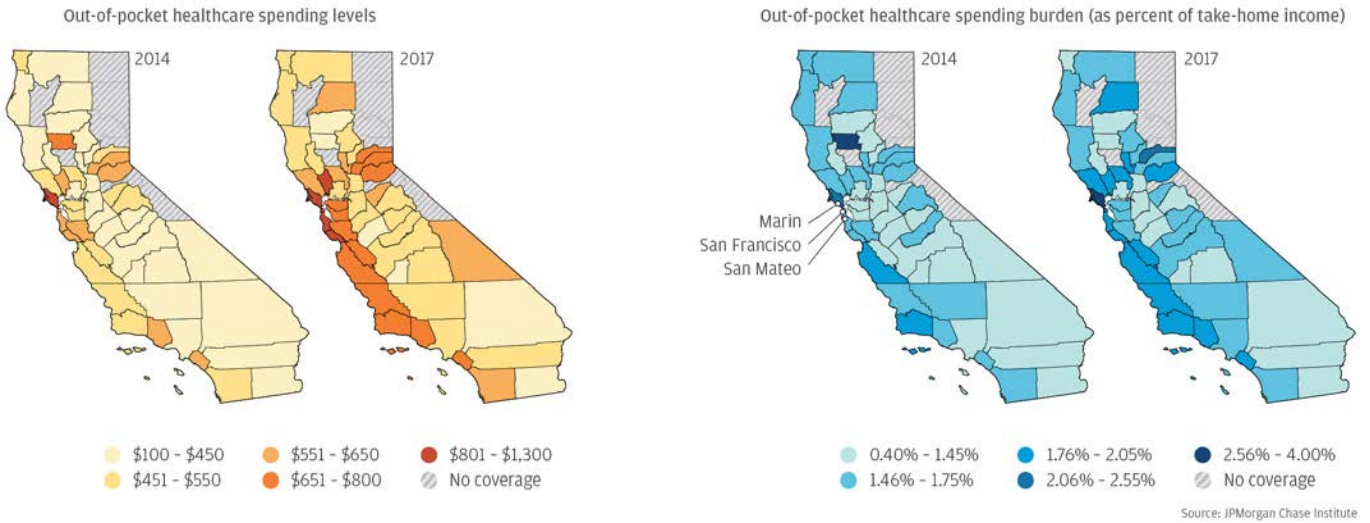 Out-of-pocket healthcare spending levels
2014
2017
$100 - $450
$551 - $650
$801 - $1,300
$451 - $550
$651 - $800
No coverage
Out-of-pocket healthcare spending burden (as percent of take-home income)
2014
2017
Marin
San Francisco
San Mateo
0.40% - 1.45%
1.76% - 2.05%
2.56% - 4.00%
1.46% - 1.75%
2.06% - 2.55%
No coverage
Source: JPMorgan Chase Institute